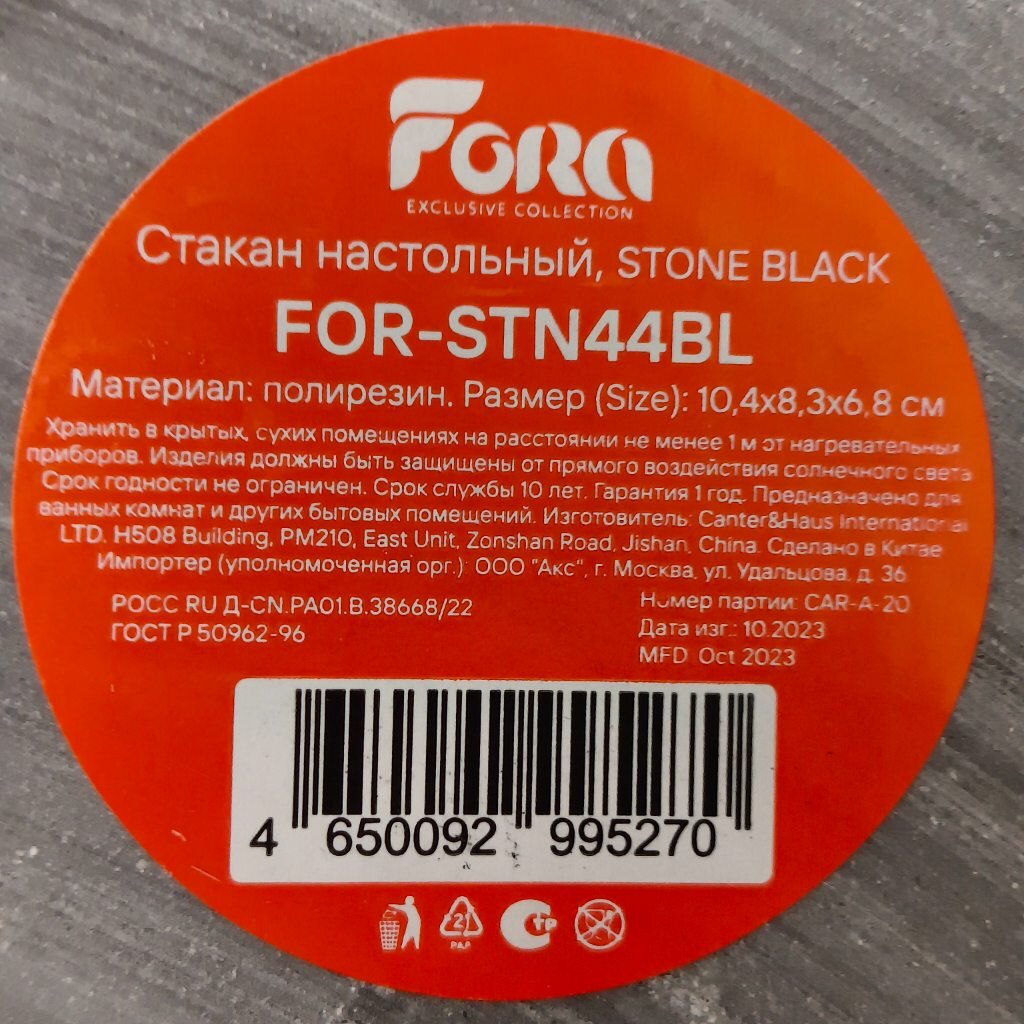 FORA
EXCLUSIVE COLLECTION
Стакан настольный, STONE BLACK
FOR-STN44BL
Материал: полирезин. Размер (Size): 10,4x8,3x6,8 см
Хранить в крытых, сухих помещениях на расстоянии не менее 1 м от нагревательных
приборов. Изделия должны быть защищены от прямого воздействия солнечного света
Срок годности не ограничен. Срок службы 10 лет. Гарантия 1 год. Предназначено для
ванных комнат и других бытовых помещений. Изготовитель: Canter&Haus International
LTD. H508 Building, PM210, East Unit, Zonshan Road, Jishan, China. Сделано в Китае
Импортер (уполномоченная орг.): ООО "Акс", г. Москва, ул. Удальцова, д. 36
РОСС RU Д-CN.РА01.В.38668/22
ГОСТ Р 50962-96
Номер партии: CAR-A-20
Дата изг.: 10.2023
MFD Oct 2023
4 650092 995270
21
PAP
СТР